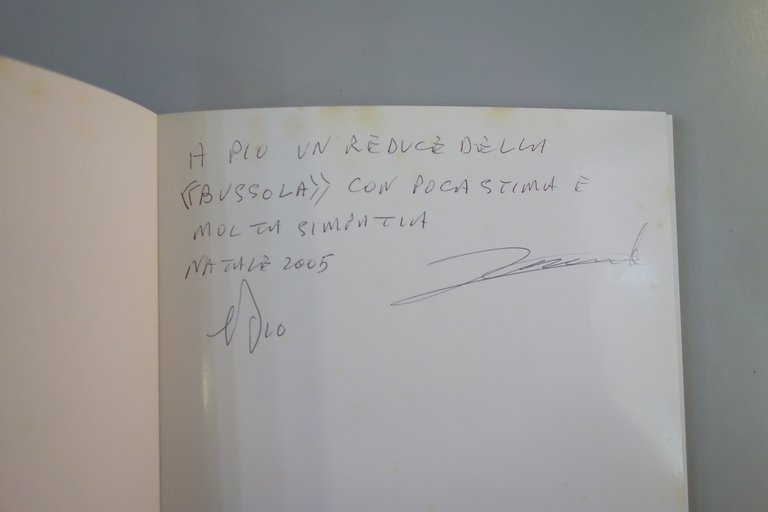 A PIO UN REDUCE DELLA
«BUSSOLA» CON POCA STIMA E
MOLTA SIMPATIA
NATALE 2005